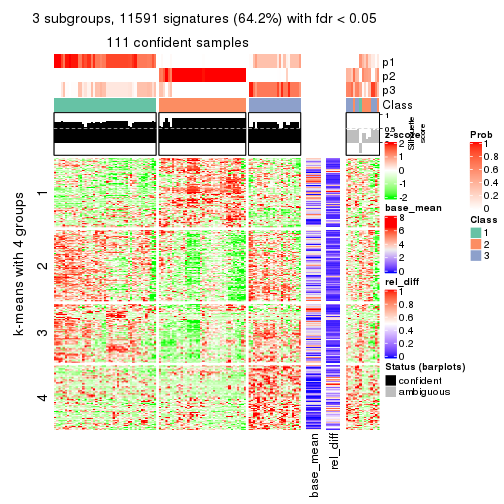 3 subgroups, 11591 signatures (64.2%) with fdr < 0.05
111 confident samples
p1
p2
p3
Class
1
0.5
0
Silhouette
score
k-means with 4 groups
1
2
3
4
base_mean
rel_diff
z-score
2
1
0
-1
-2
base_mean
8
6
4
2
0
rel_diff
1
0.8
0.6
0.4
0.2
0
Status (barplots)
confident
ambiguous
Prob
1
0.8
0.6
0.4
0.2
0
Class
1
2
3